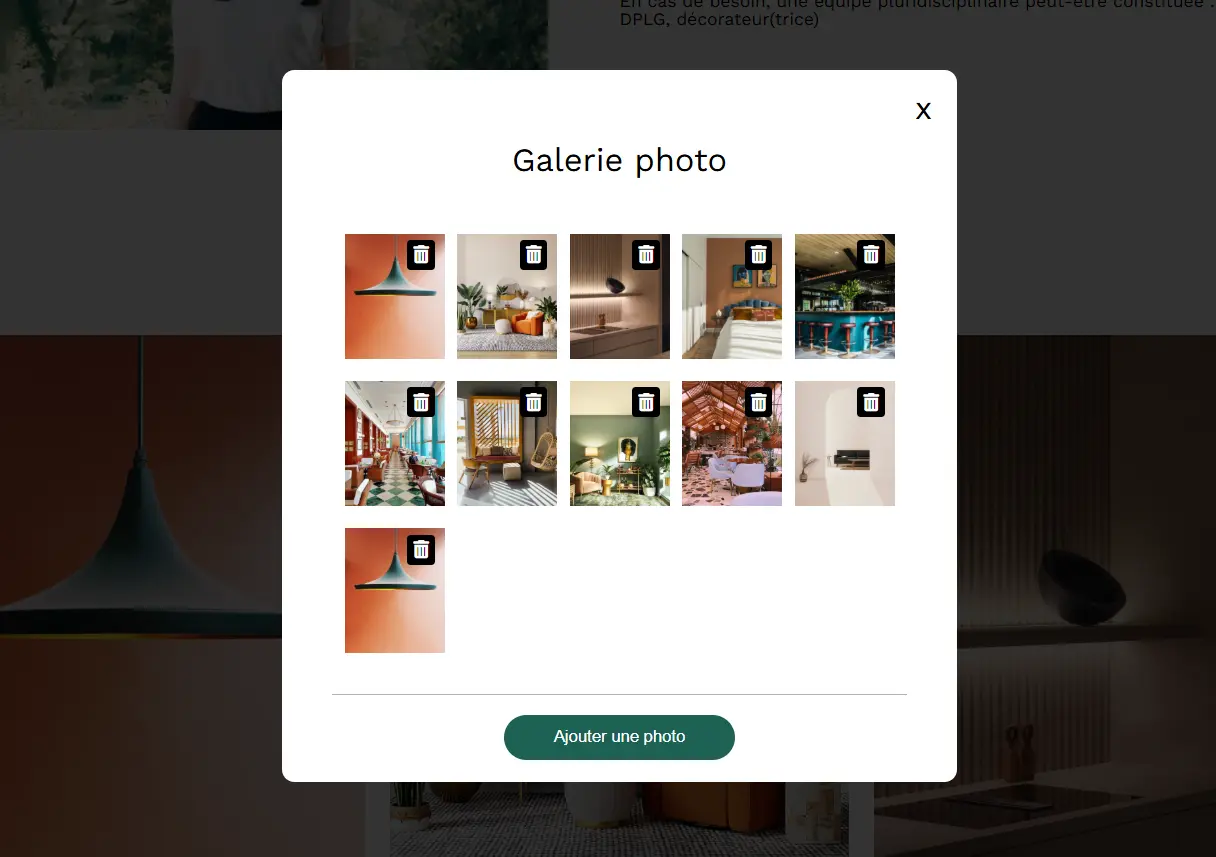 En cas de besoin, une équipe pluridisciplinaire peut-être constituée :
DPLG, décorateur(trice)
X
Galerie photo
Ajouter une photo